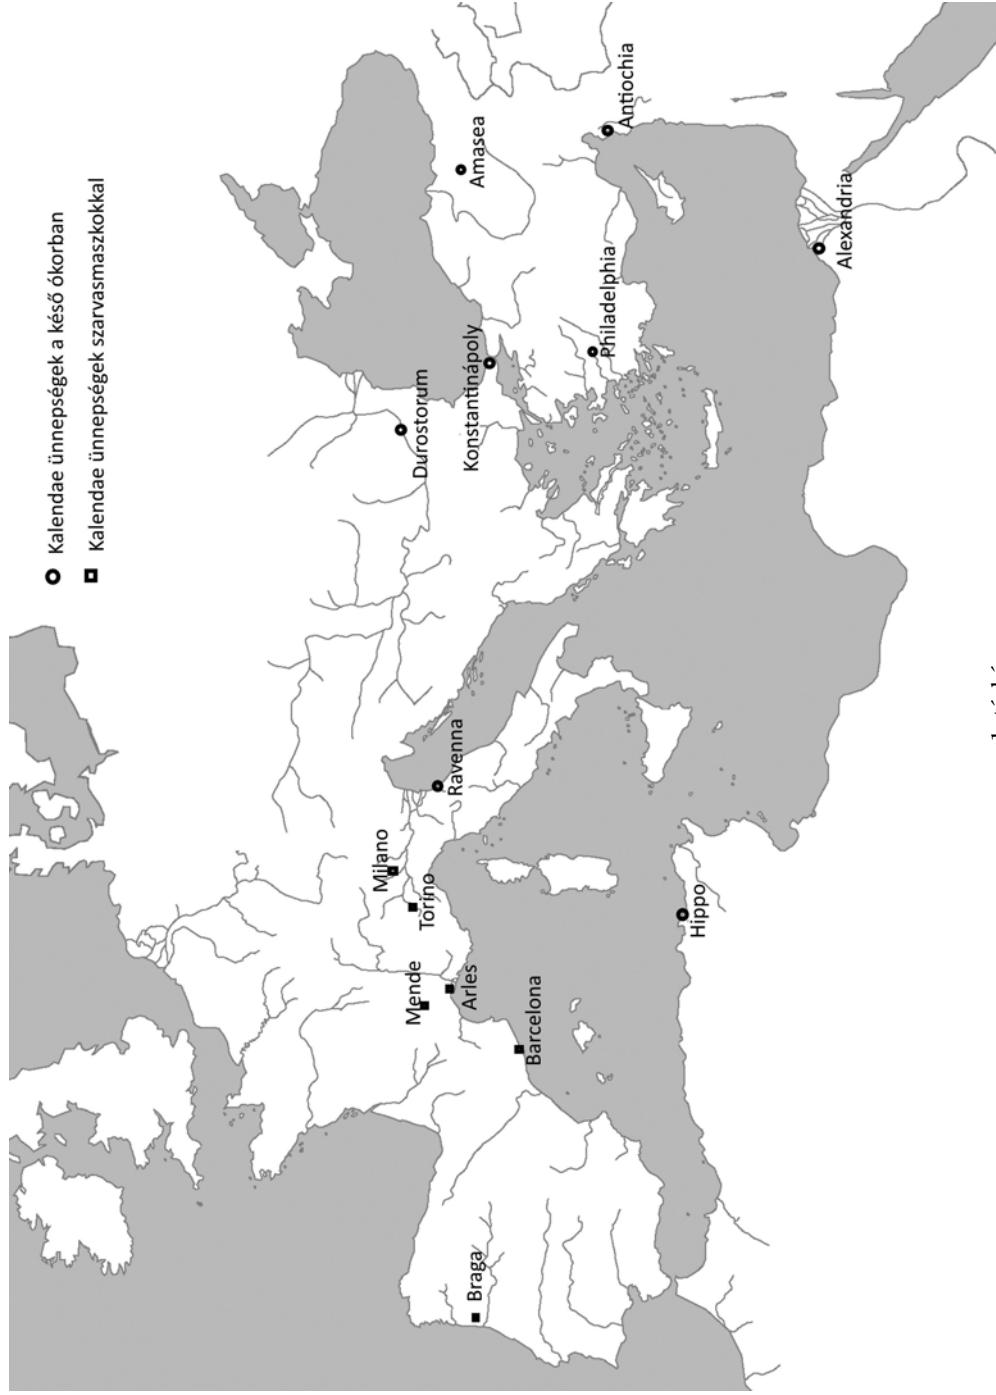 Kalendae ünnepségek a késő ókorban
Kalendae ünnepségek szarvasmaszkokkal
Braga
Barcelona
Mende
Arles
Torino
Milano
Ravenna
Hippo
Durostorum
Konstantinápoly
Philadelphia
Amasea
Antiochia
Alexandria